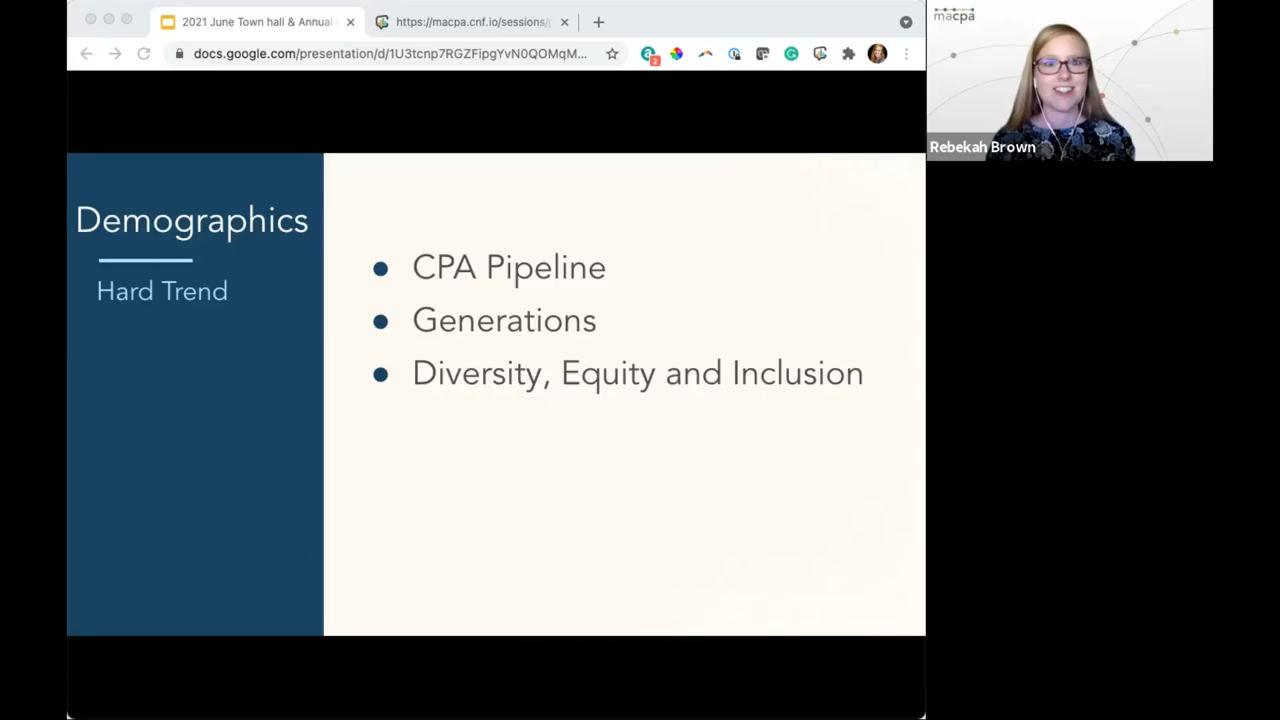 2021 June Town hall & Annual
https://macpa.cnf.io/sessions/
docs.google.com/presentation/d/1U3tcnp7RGZFipgYvN0QOMqM...
2
macpa
Rebekah Brown
Demographics
Hard Trend
● CPA Pipeline
● Generations
● Diversity, Equity and Inclusion